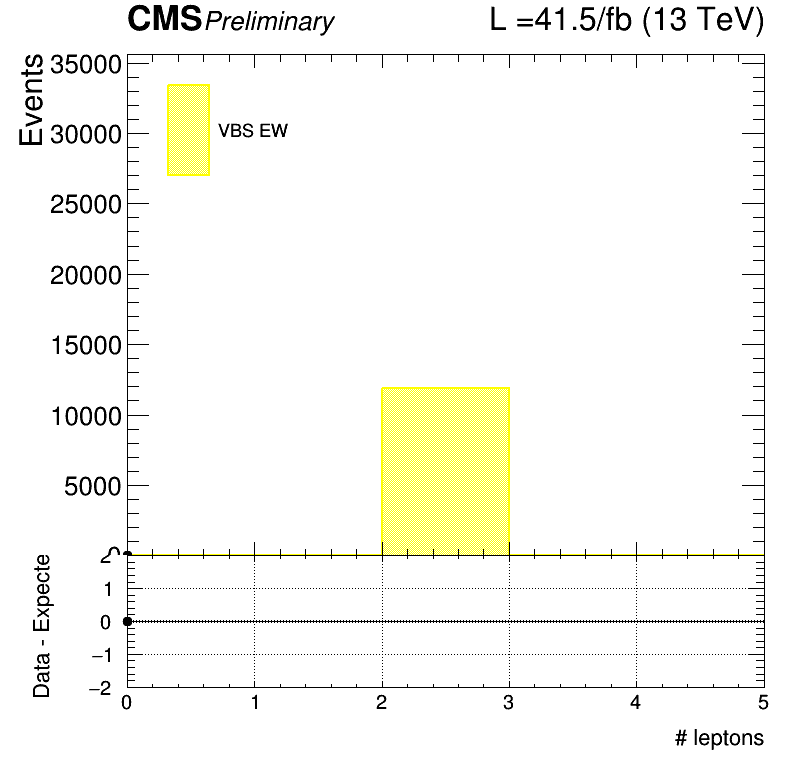 CMS Preliminary L =41.5/fb (13 TeV)
Events
35000
30000
25000
20000
15000
10000
5000
VBS EW
Data - Expecte
2
1
0
−1
−2
0 1 2 3 4 5
# leptons